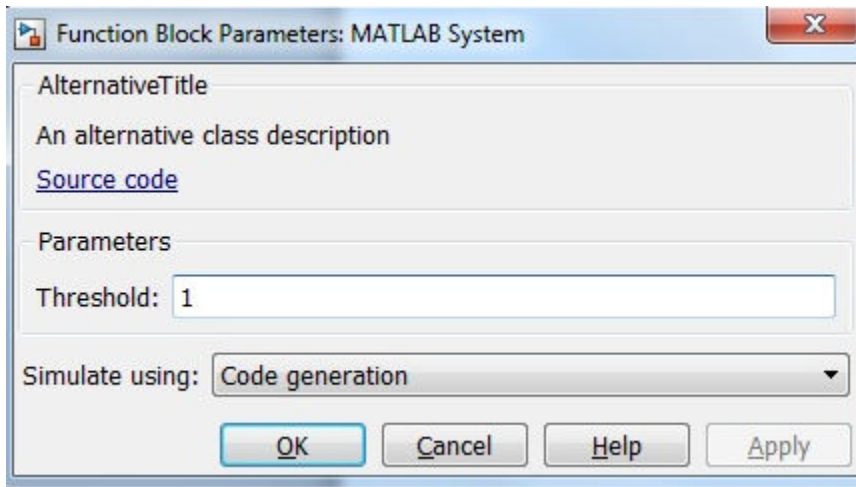 Function Block Parameters: MATLAB System
AlternativeTitle
An alternative class description
Source code
Parameters
Threshold: 1
Simulate using: Code generation
OK Cancel Help Apply